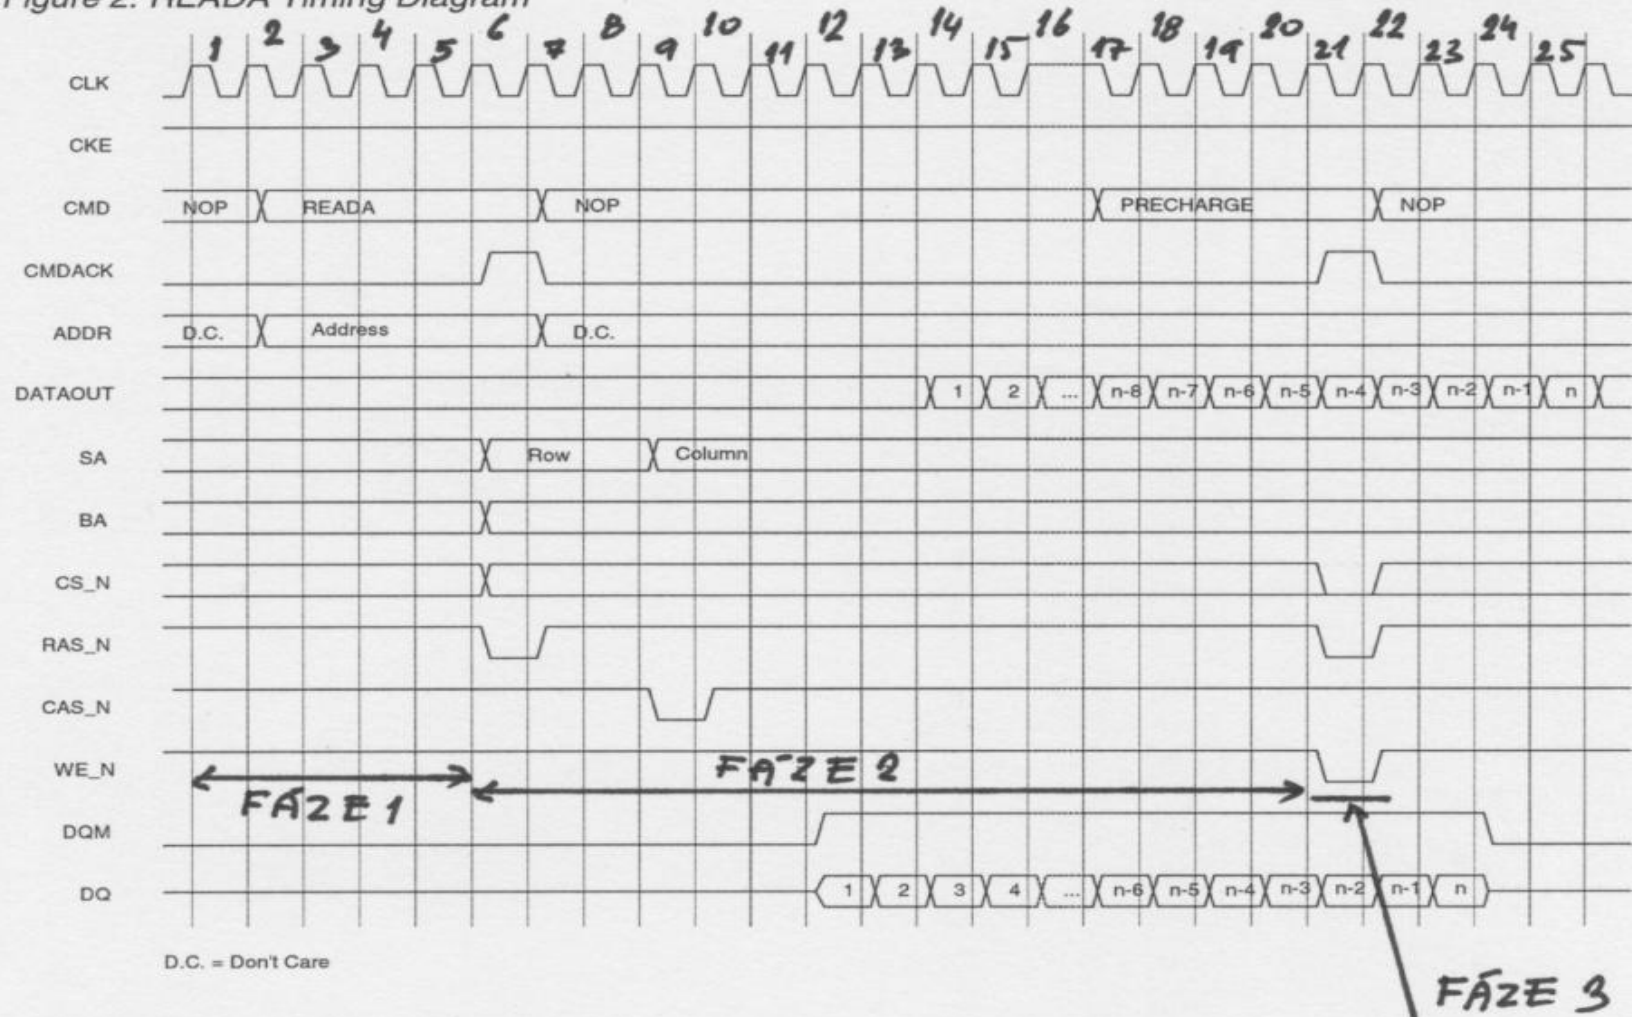 Figure 2. READA Timing Diagram
1 2 3 4 5 6 7 8 9 10 11 12 13 14 15 16 17 18 19 20 21 22 23 24 25
CLK
CKE
CMD NOP READA NOP PRECHARGE NOP
CMDACK
ADDR D.C. Address D.C.
DATAOUT 1 2 ... n-8 n-7 n-6 n-5 n-4 n-3 n-2 n-1 n
SA Row Column
BA
CS_N
RAS_N
CAS_N
WE_N FĀZE 2
FĀZE 1
DQM
DQ 1 2 3 4 ... n-6 n-5 n-4 n-3 n-2 n-1 n
D.C. = Don't Care
FĀZE 3